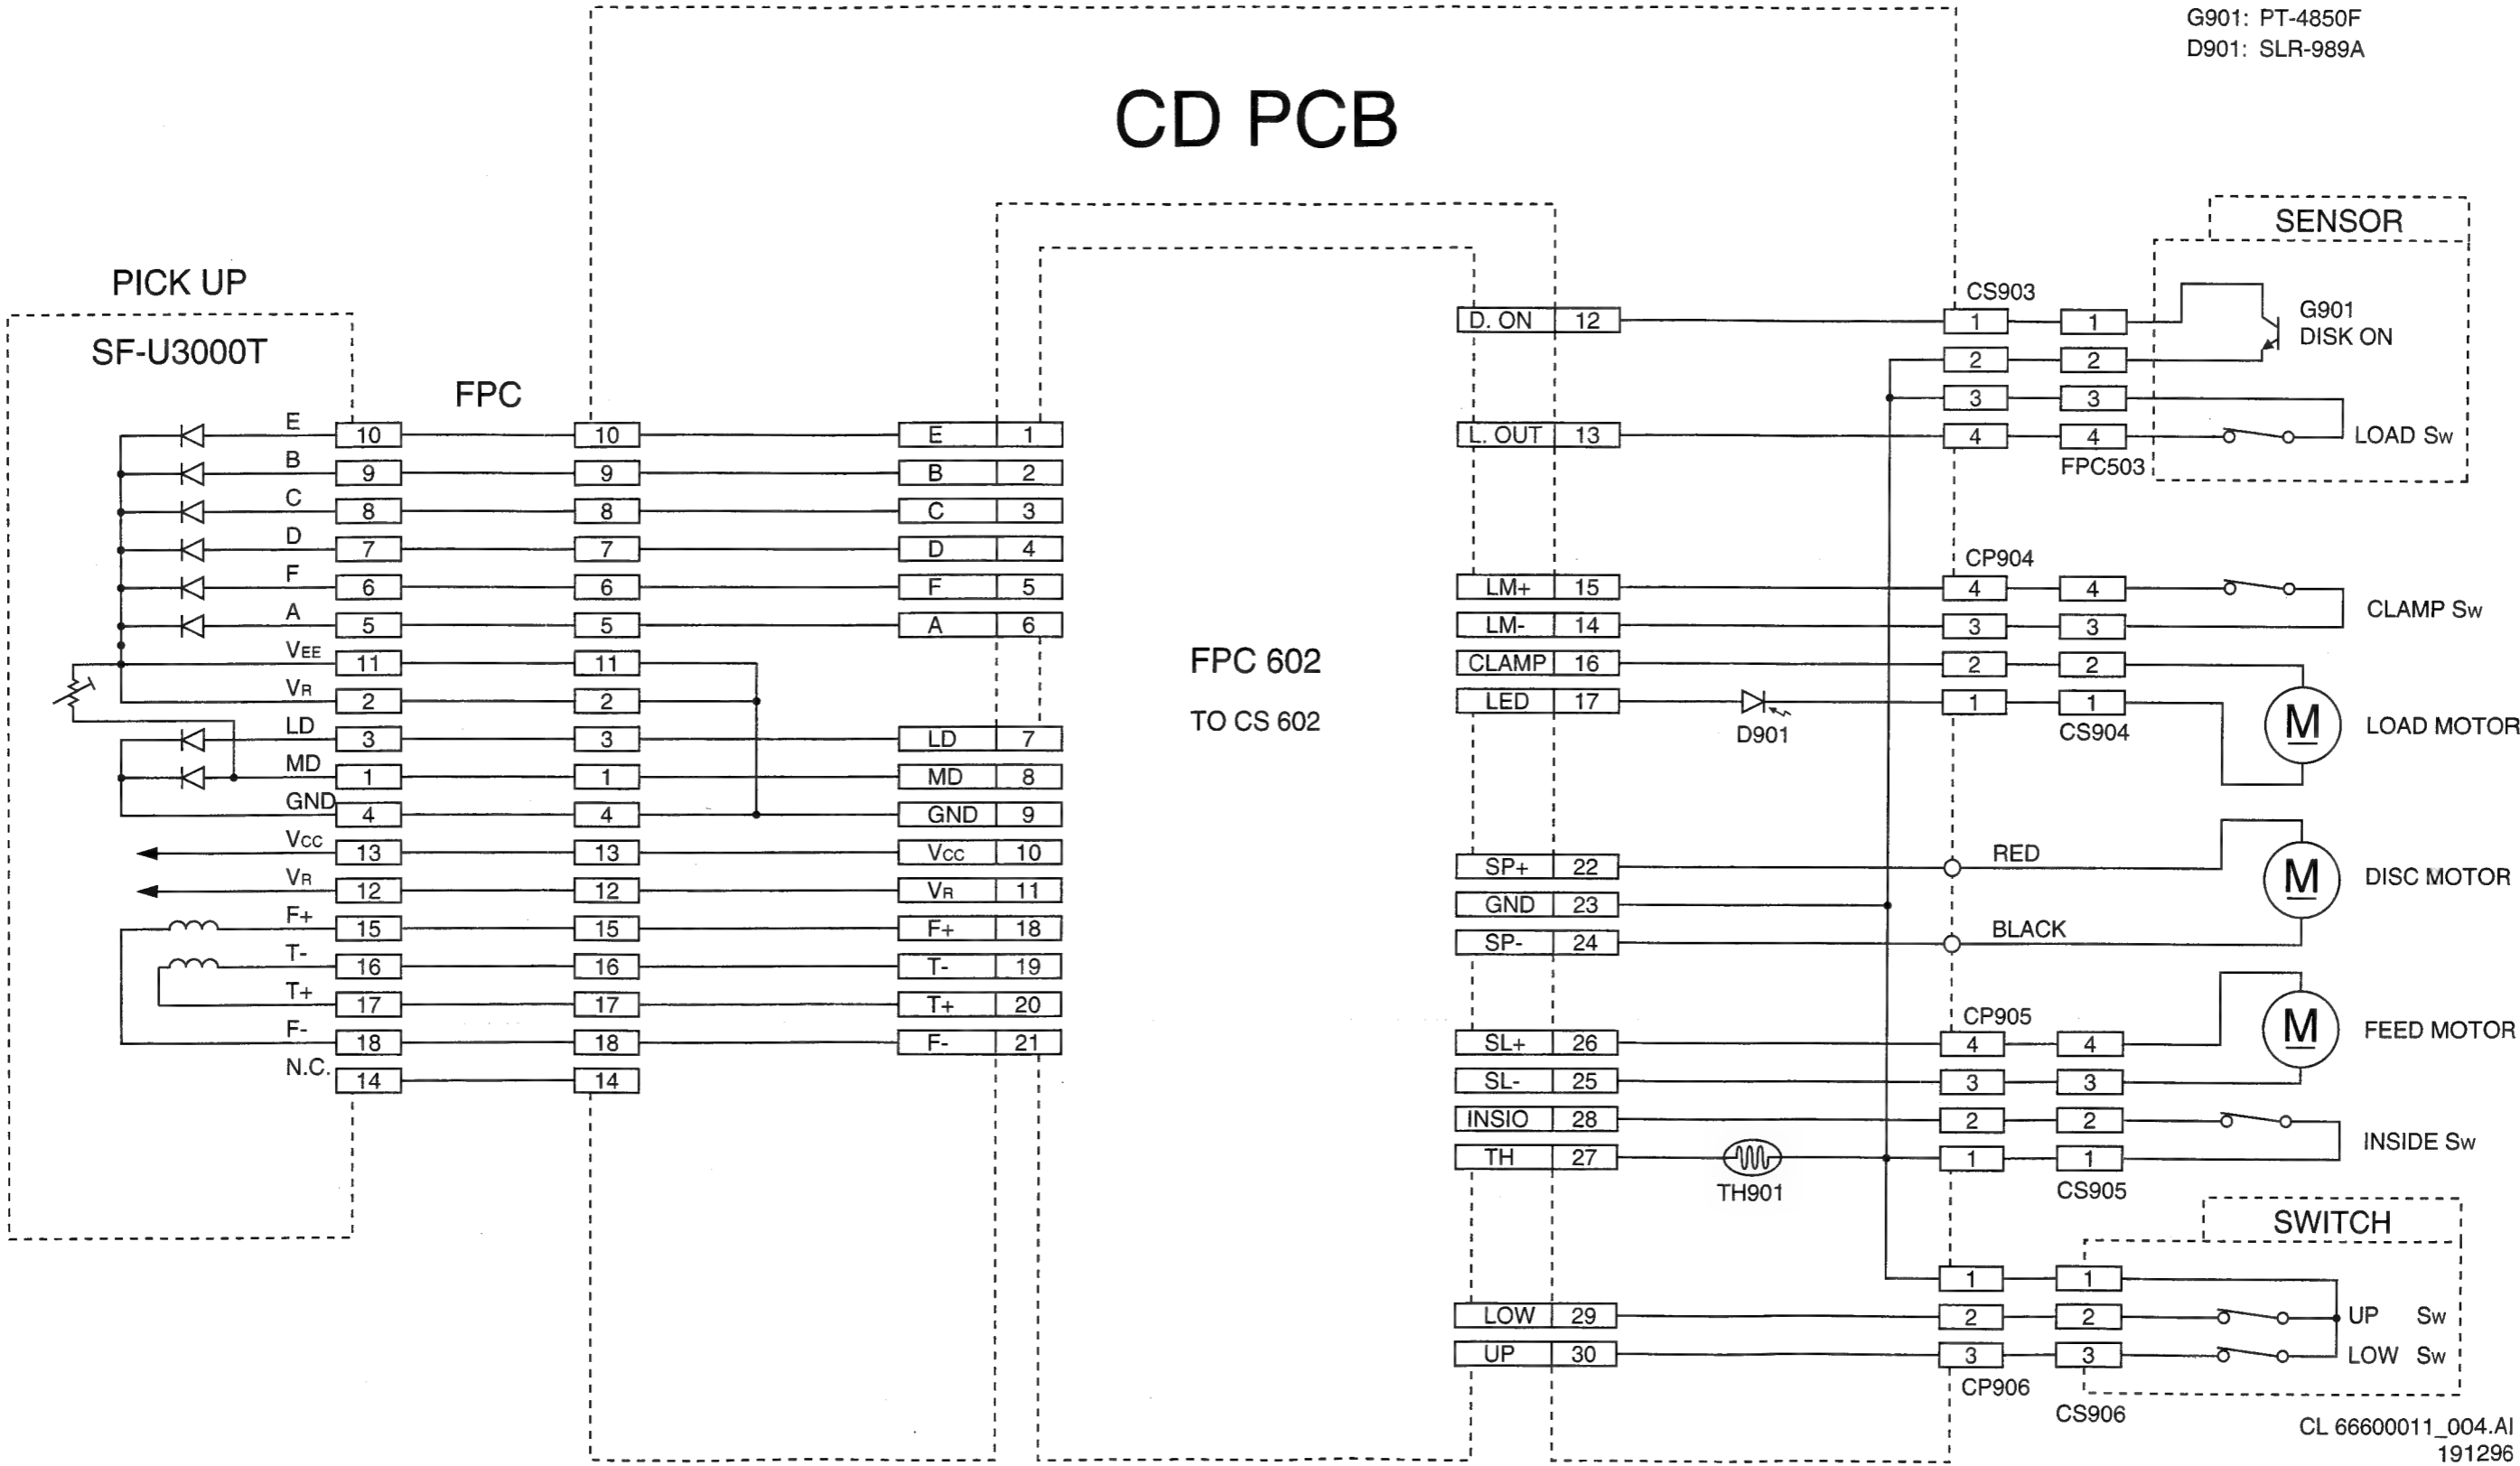 G901: PT-4850F
D901: SLR-989A
CD PCB
SENSOR
PICK UP
SF-U3000T
FPC
CS903
D. ON 12 1 1
G901
DISK ON
2 2
3 3
L. OUT 13 4 4 LOAD SW
FPC503
E 10 10 E 1
B 9 9 B 2
C 8 8 C 3
D 7 7 D 4
F 6 6 F 5
A 5 5 A 6
VEE 11 11
VR 2 2
LD 3 3 LD 7
MD 1 1 MD 8
GND 4 4 GND 9
VCC 13 13 VCC 10
VR 12 12 VR 11
F+ 15 15 F+ 18
T- 16 16 T- 19
T+ 17 17 T+ 20
F- 18 18 F- 21
N.C. 14 14
FPC 602
TO CS 602
CP904
LM+ 15 4 4
CLAMP SW
LM- 14 3 3
CLAMP 16 2 2
LED 17 1 1
D901
CS904
M
LOAD MOTOR
SP+ 22 RED
M
DISC MOTOR
GND 23
SP- 24 BLACK
CP905
M
FEED MOTOR
SL+ 26 4 4
SL- 25 3 3
INSIO 28 2 2
INSIDE SW
TH 27 1 1
TH901
CS905
SWITCH
1 1
LOW 29 2 2 UP SW
UP 30 3 3 LOW SW
CP906
CS906
CL 66600011_004.AI
191296